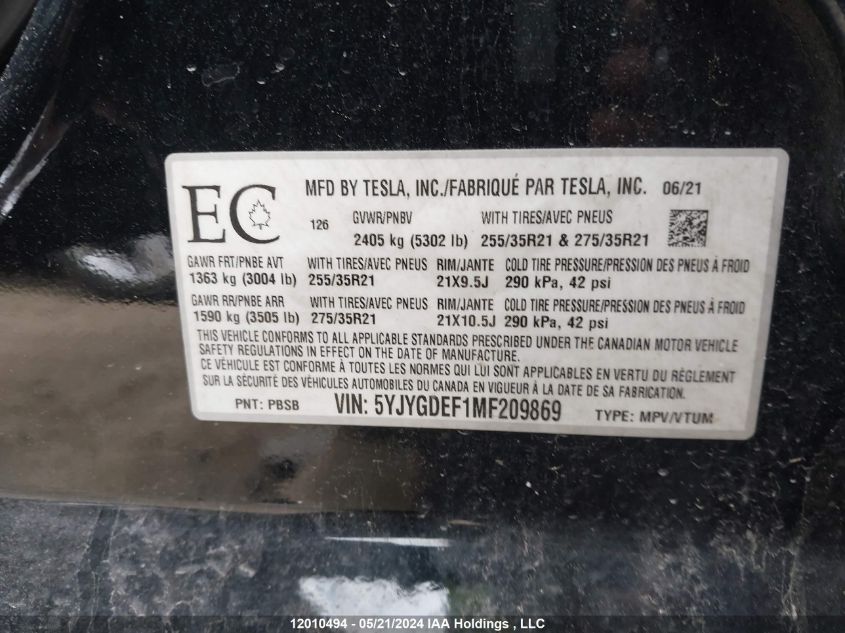 EC MFD BY TESLA, INC./FABRIQUÉ PAR TESLA, INC. 06/21
126 GVWR/PNBV WITH TIRES/AVEC PNEUS
2405 kg (5302 lb) 255/35R21 & 275/35R21
GAWR FRT/PNBE AVT WITH TIRES/AVEC PNEUS RIM/JANTE COLD TIRE PRESSURE/PRESSION DES PNEUS À FROID
1363 kg (3004 lb) 255/35R21 21X9.5J 290 kPa, 42 psi
GAWR RR/PNBE ARR WITH TIRES/AVEC PNEUS RIM/JANTE COLD TIRE PRESSURE/PRESSION DES PNEUS À FROID
1590 kg (3505 lb) 275/35R21 21X10.5J 290 kPa, 42 psi
THIS VEHICLE CONFORMS TO ALL APPLICABLE STANDARDS PRESCRIBED UNDER THE CANADIAN MOTOR VEHICLE
SAFETY REGULATIONS IN EFFECT ON THE DATE OF MANUFACTURE.
CE VÉHICULE EST CONFORME À TOUTES LES NORMES QUI LUI SONT APPLICABLES EN VERTU DU RÈGLEMENT
SUR LA SÉCURITÉ DES VÉHICULES AUTOMOBILES DU CANADA EN VIGUEUR À LA DATE DE SA FABRICATION.
PNT: PBSB VIN: 5YJYGDEF1MF209869 TYPE: MPV/VTUM
12010494 - 05/21/2024 IAA Holdings , LLC